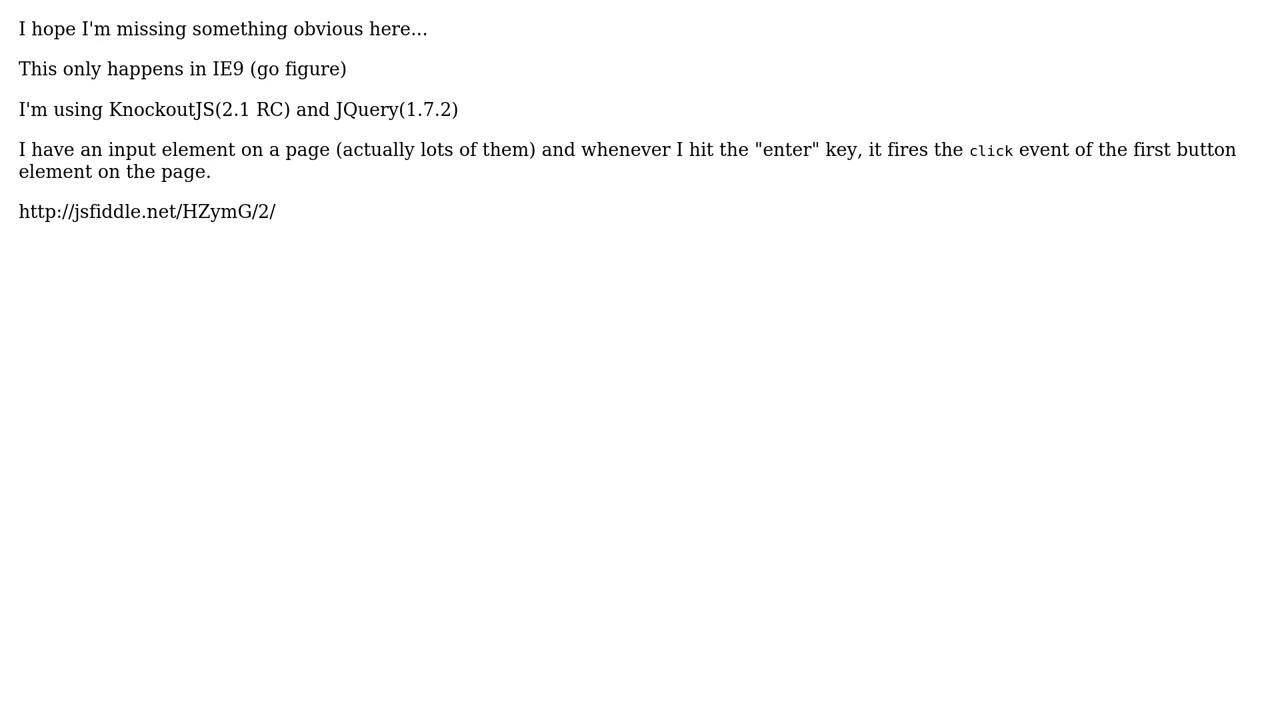 I hope I'm missing something obvious here...
This only happens in IE9 (go figure)
I'm using KnockoutJS(2.1 RC) and JQuery(1.7.2)
I have an input element on a page (actually lots of them) and whenever I hit the "enter" key, it fires the click event of the first button
element on the page.
http://jsfiddle.net/HZymG/2/